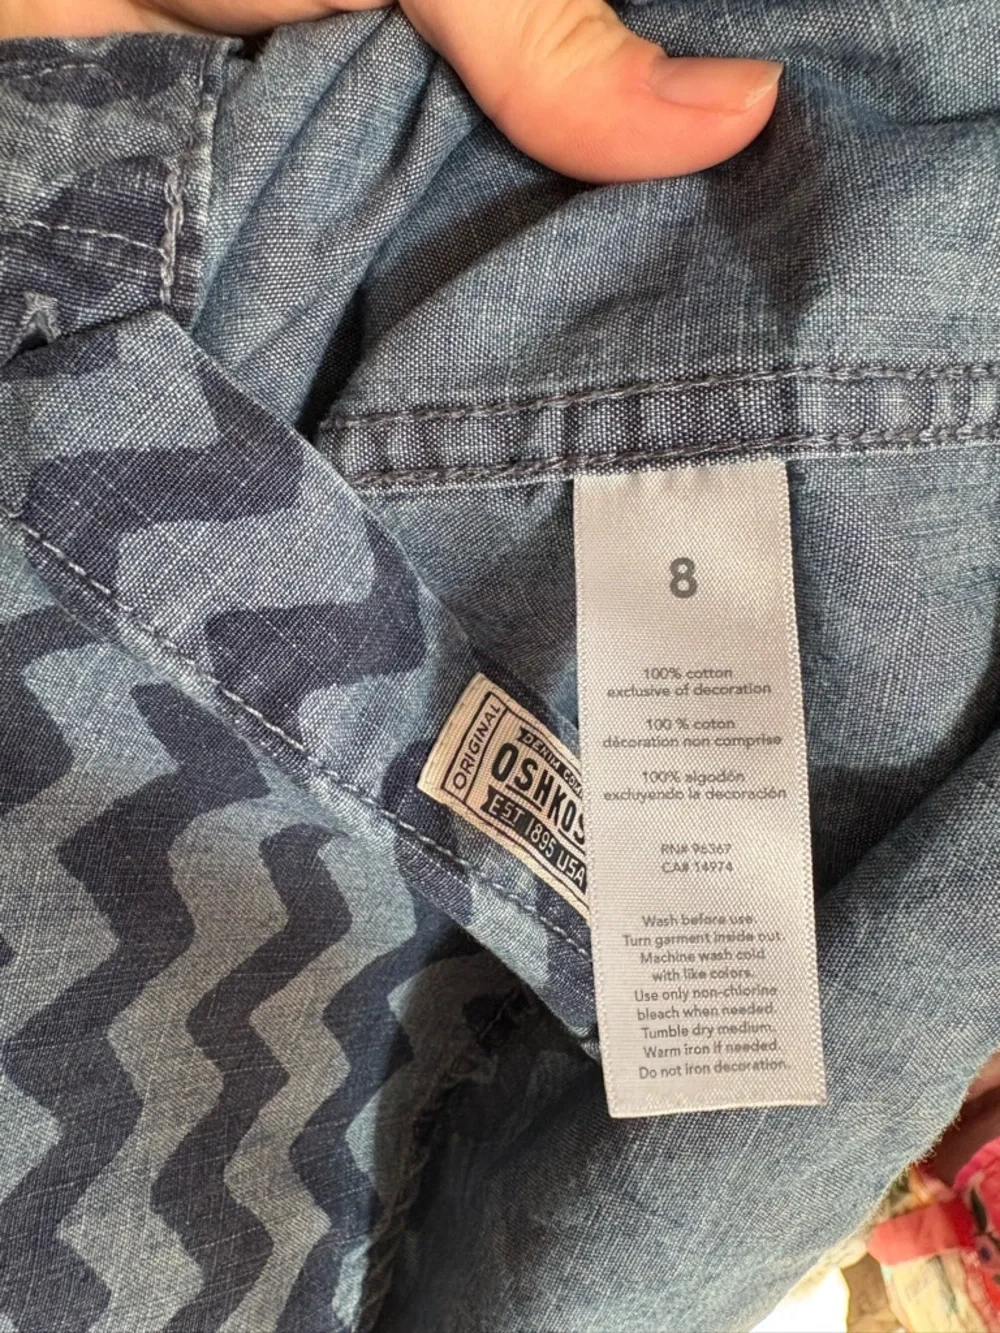 8
100% cotton
exclusive of decoration
100 % coton
décoration non comprise
100% algodón
excluyendo la decoración
RN# 96367
CA# 14974
Wash before use.
Turn garment inside out.
Machine wash cold
with like colors.
Use only non-chlorine
bleach when needed.
Tumble dry medium.
Warm iron if needed.
Do not iron decoration.
ORIGINAL
DENIM
OSHKOS
EST 1895 USA